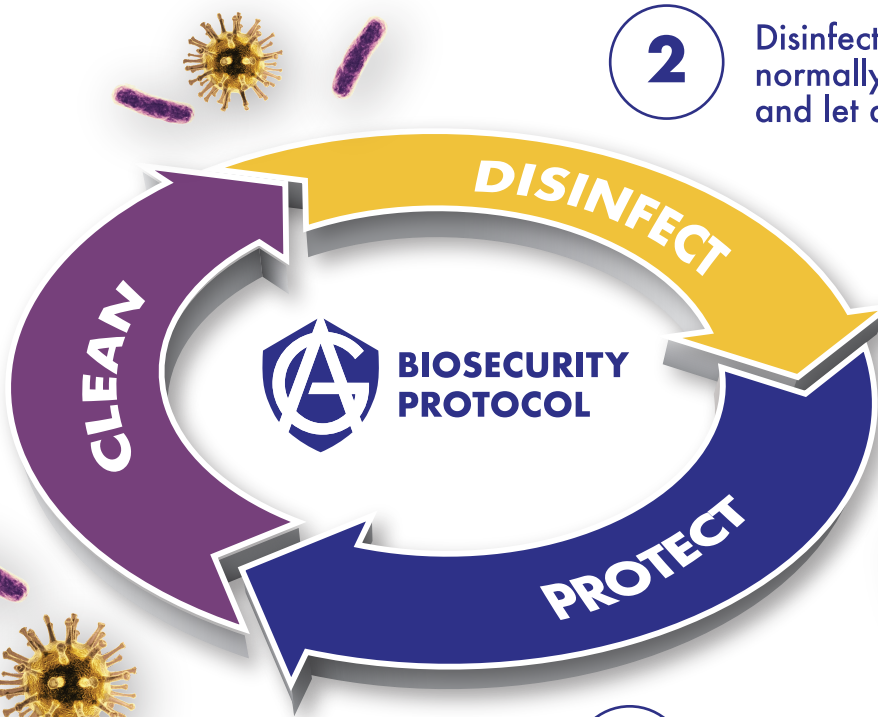 2
Disinfect
normally
and let
DISINFECT
CLEAN
BIOSECURITY
PROTOCOL
PROTECT